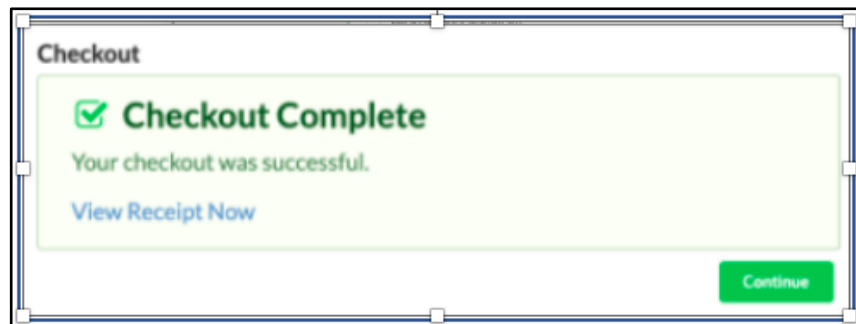 Checkout
Checkout Complete
Your checkout was successful.
View Receipt Now
Continue